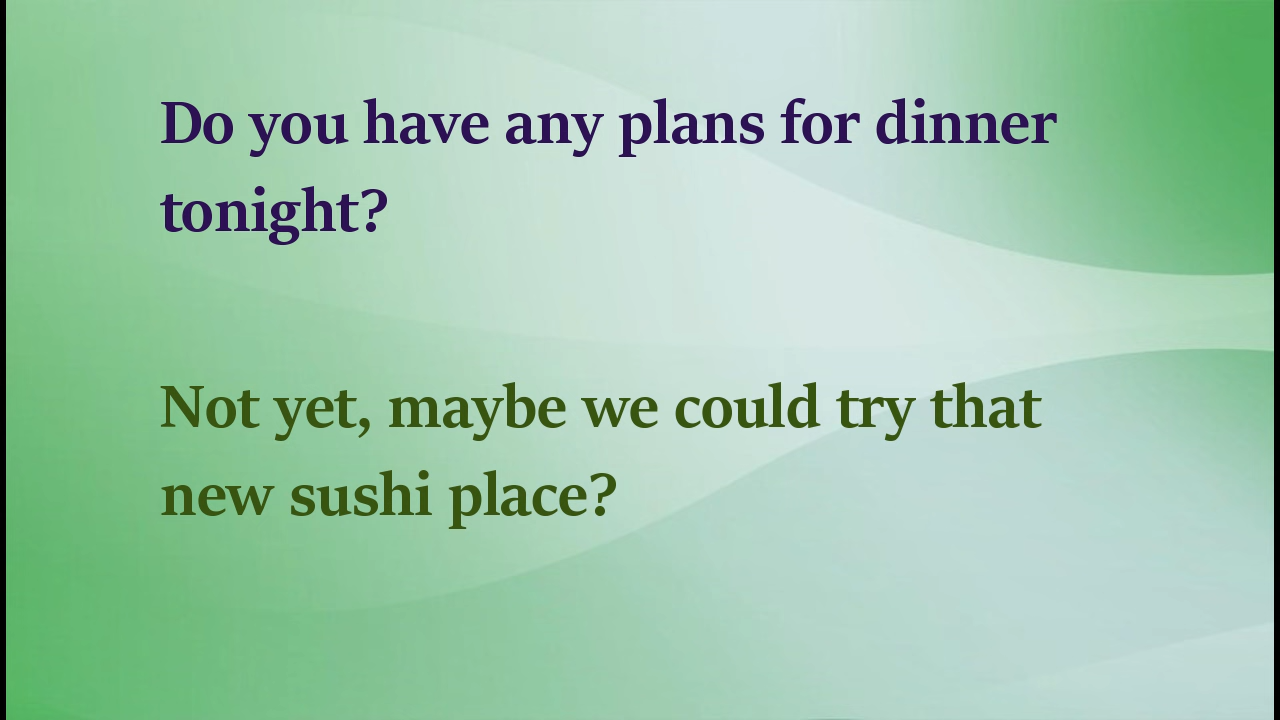 Do you have any plans for dinner
tonight?
Not yet, maybe we could try that
new sushi place?